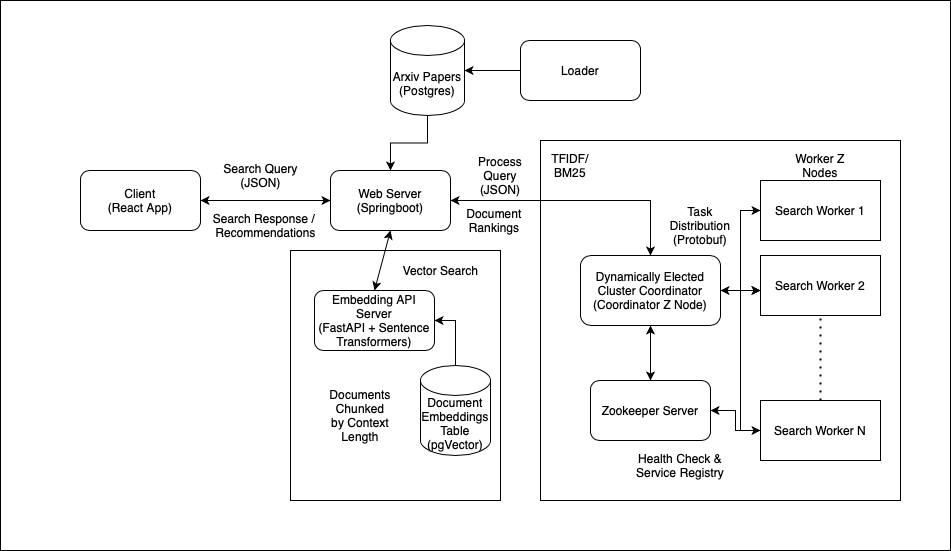 Arxiv Papers
(Postgres)
Loader
Client
(React App)
Search Query
(JSON)
Search Response /
Recommendations
Web Server
(Springboot)
Process
Query
(JSON)
Document
Rankings
TFIDF/
BM25
Worker Z
Nodes
Search Worker 1
Task
Distribution
(Protobuf)
Dynamically Elected
Cluster Coordinator
(Coordinator Z Node)
Search Worker 2
Vector Search
Embedding API
Server
(FastAPI + Sentence
Transformers)
Documents
Chunked
by Context
Length
Document
Embeddings
Table
(pgVector)
Zookeeper Server
Search Worker N
Health Check &
Service Registry